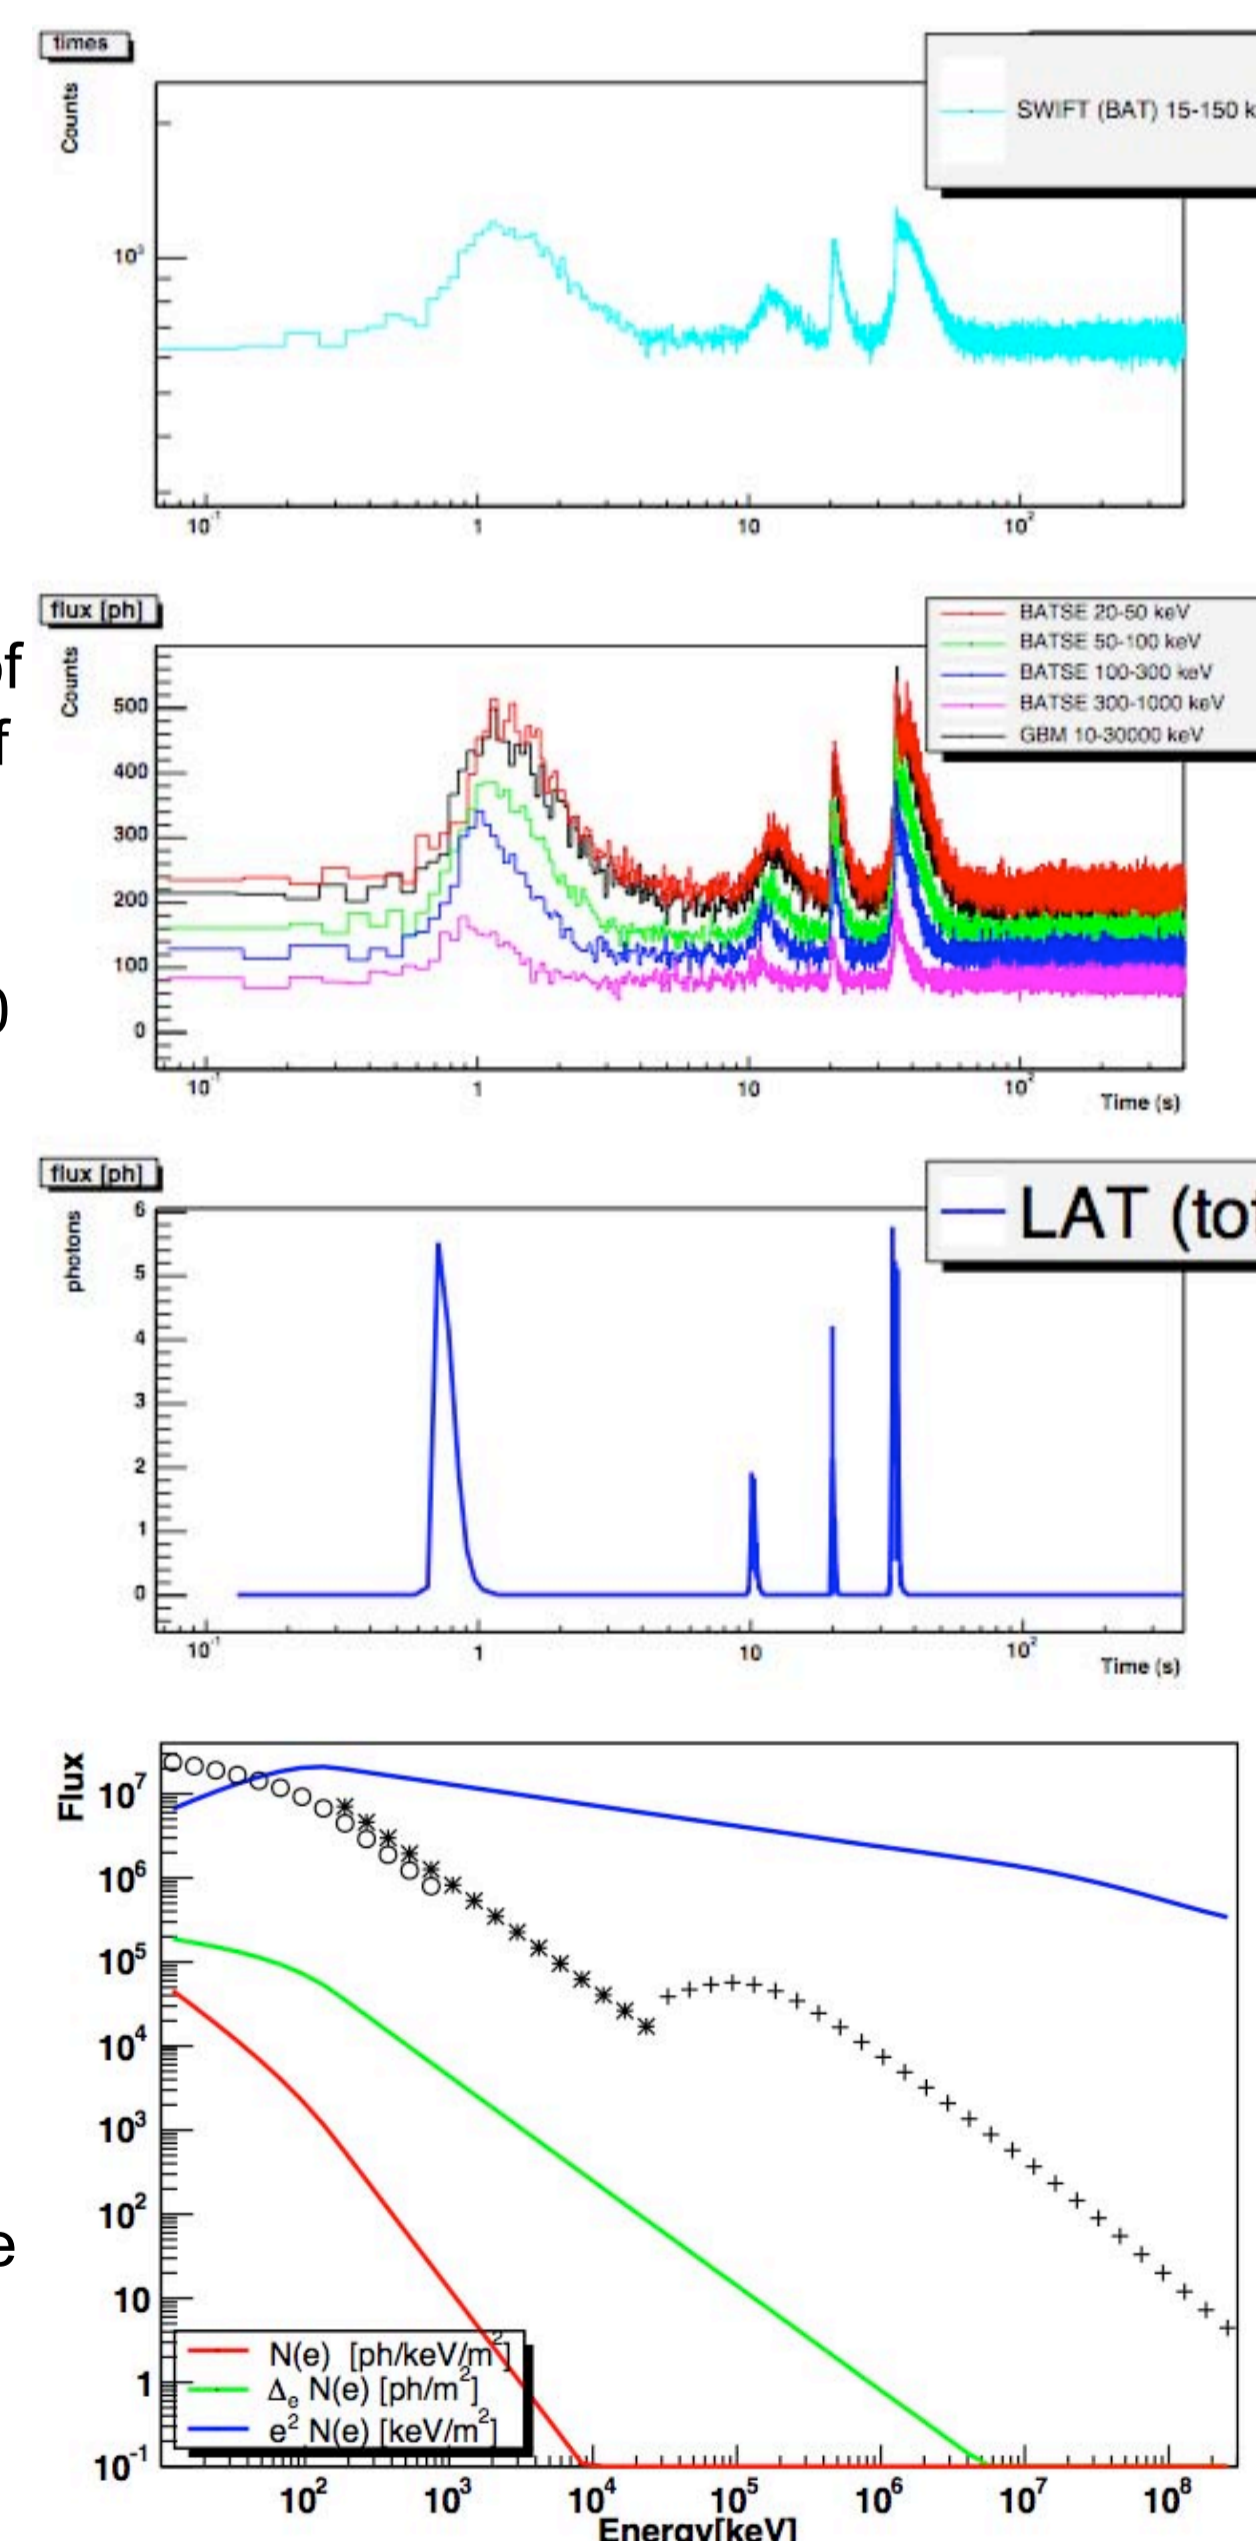 times
Counts
SWIFT (BAT) 15-150 k
10³
10⁻¹ 1 10 10²
of
f
0
e
flux [ph]
Counts
BATSE 20-50 keV
BATSE 50-100 keV
BATSE 100-300 keV
BATSE 300-1000 keV
GBM 10-30000 keV
500
400
300
200
100
0
10⁻¹ 1 10 10²
Time (s)
flux [ph]
photons
LAT (tot
6
5
4
3
2
1
0
10⁻¹ 1 10 10²
Time (s)
Flux
10⁷
10⁶
10⁵
10⁴
10³
10²
10
1
10⁻¹
N(e) [ph/keV/m²]
Δₑ N(e) [ph/m²]
e² N(e) [keV/m²]
10² 10³ 10⁴ 10⁵ 10⁶ 10⁷ 10⁸
Energy[keV]